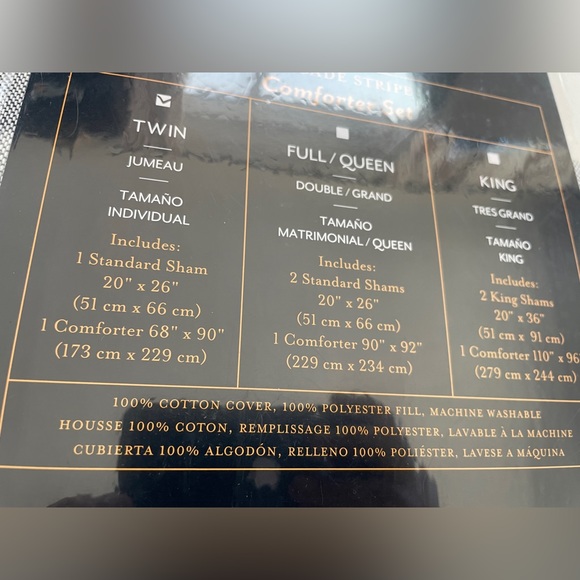 STRIPE
Comforter Set
TWIN
JUMEAU
TAMAÑO
INDIVIDUAL
Includes:
1 Standard Sham
20" x 26"
(51 cm x 66 cm)
1 Comforter 68" x 90"
(173 cm x 229 cm)
FULL / QUEEN
DOUBLE / GRAND
TAMAÑO
MATRIMONIAL / QUEEN
Includes:
2 Standard Shams
20" x 26"
(51 cm x 66 cm)
1 Comforter 90" x 92"
(229 cm x 234 cm)
KING
TRES GRAND
TAMAÑO
KING
Includes:
2 King Shams
20" x 36"
(51 cm x 91 cm)
1 Comforter 110" x 96"
(279 cm x 244 cm)
100% COTTON COVER, 100% POLYESTER FILL, MACHINE WASHABLE
HOUSSE 100% COTON, REMPLISSAGE 100% POLYESTER, LAVABLE À LA MACHINE
CUBIERTA 100% ALGODÓN, RELLENO 100% POLIÉSTER, LAVESE A MÁQUINA